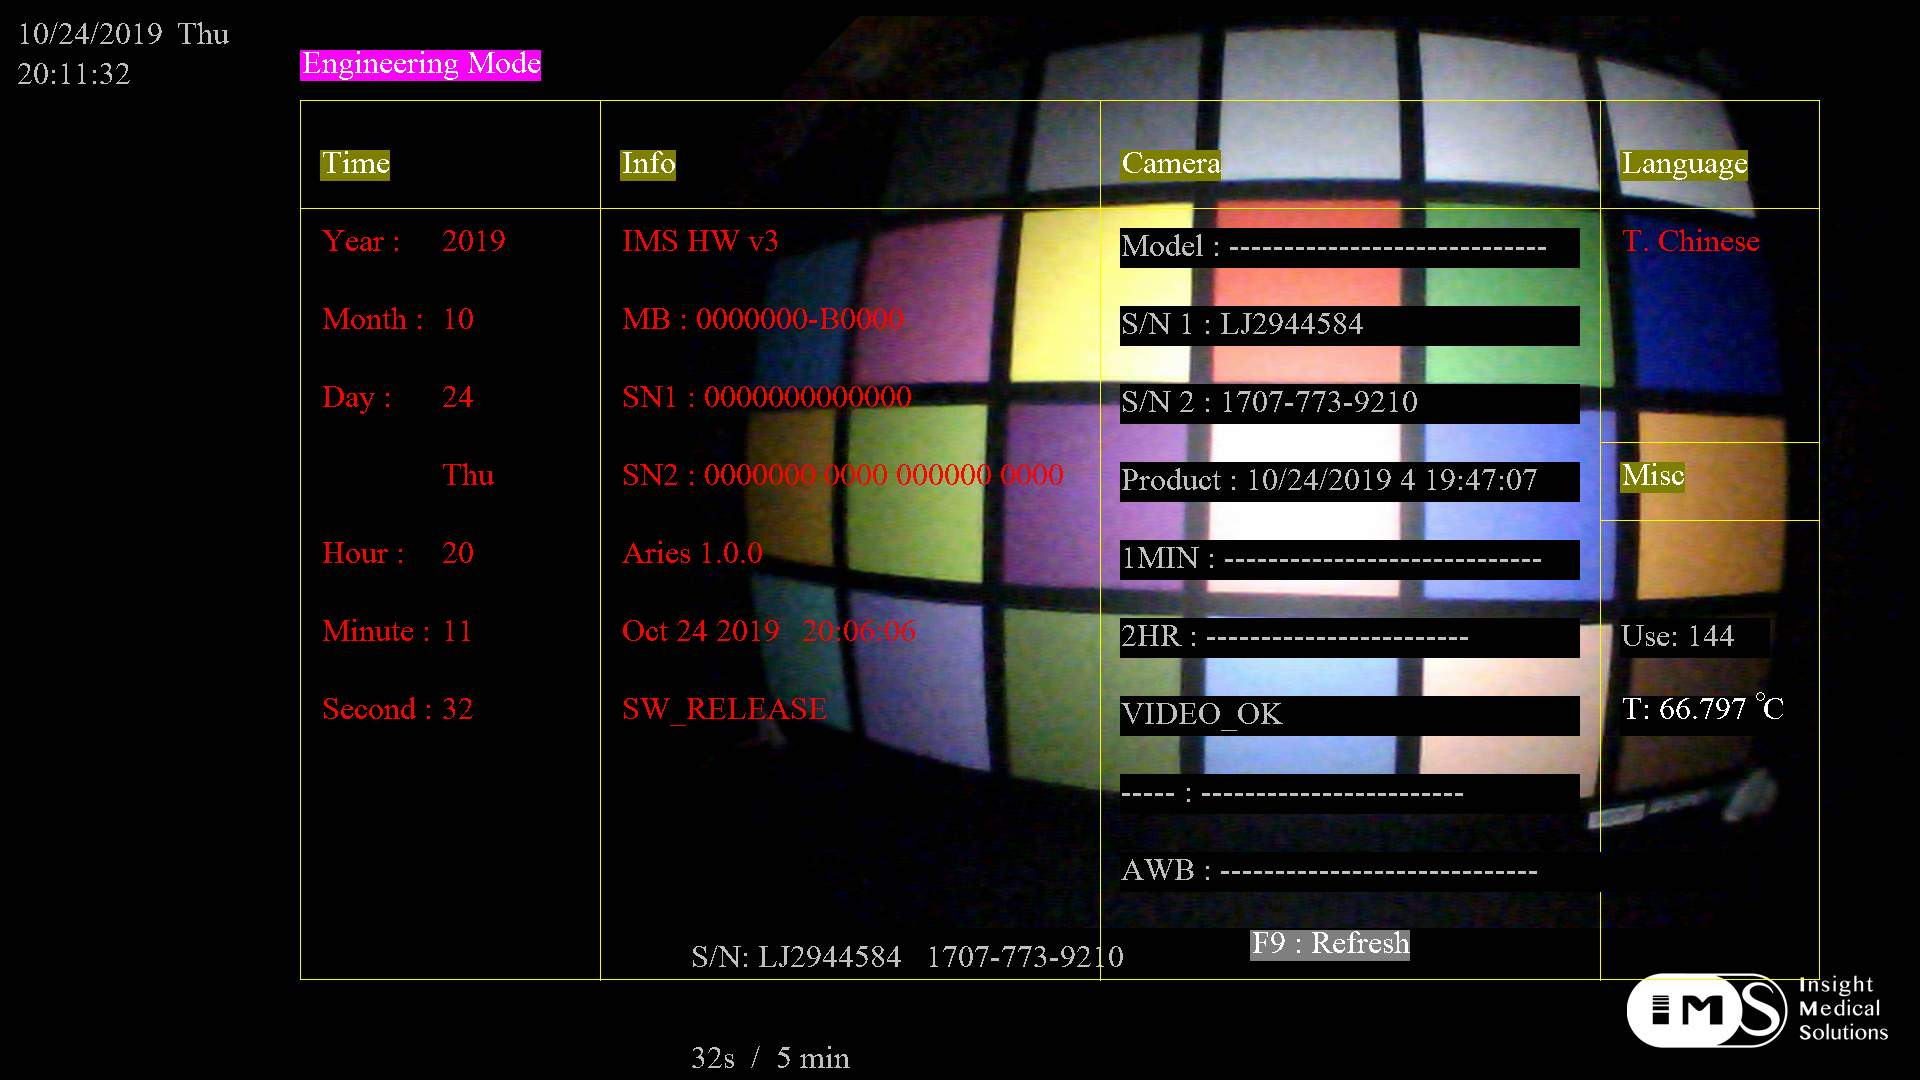 10/24/2019 Thu
20:11:32
Engineering Mode
Time
Year : 2019
Month : 10
Day : 24
Thu
Hour : 20
Minute : 11
Second : 32
Info
IMS HW v3
MB : 0000000-B0000
SN1 : 0000000000000
SN2 : 0000000 0000 000000 0000
Aries 1.0.0
Oct 24 2019 20:06:06
SW_RELEASE
Camera
Model : -----------------------------
S/N 1 : LJ2944584
S/N 2 : 1707-773-9210
Product : 10/24/2019 4 19:47:07
1MIN : -----------------------------
2HR : ------------------------
VIDEO_OK
----- : ------------------------
AWB : -----------------------------
F9 : Refresh
Language
T. Chinese
Misc
Use: 144
T: 66.797 °C
S/N: LJ2944584 1707-773-9210
32s / 5 min
IMS
Insight
Medical
Solutions